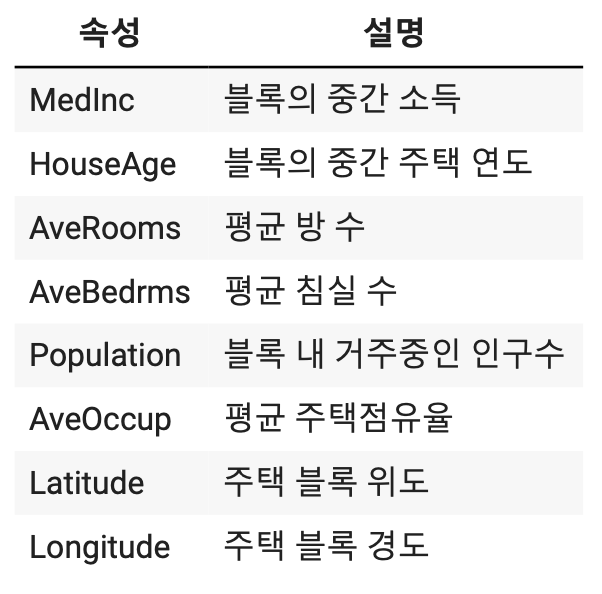 속성 설명
MedInc 블록의 중간 소득
HouseAge 블록의 중간 주택 연도
AveRooms 평균 방 수
AveBedrms 평균 침실 수
Population 블록 내 거주중인 인구수
AveOccup 평균 주택점유율
Latitude 주택 블록 위도
Longitude 주택 블록 경도